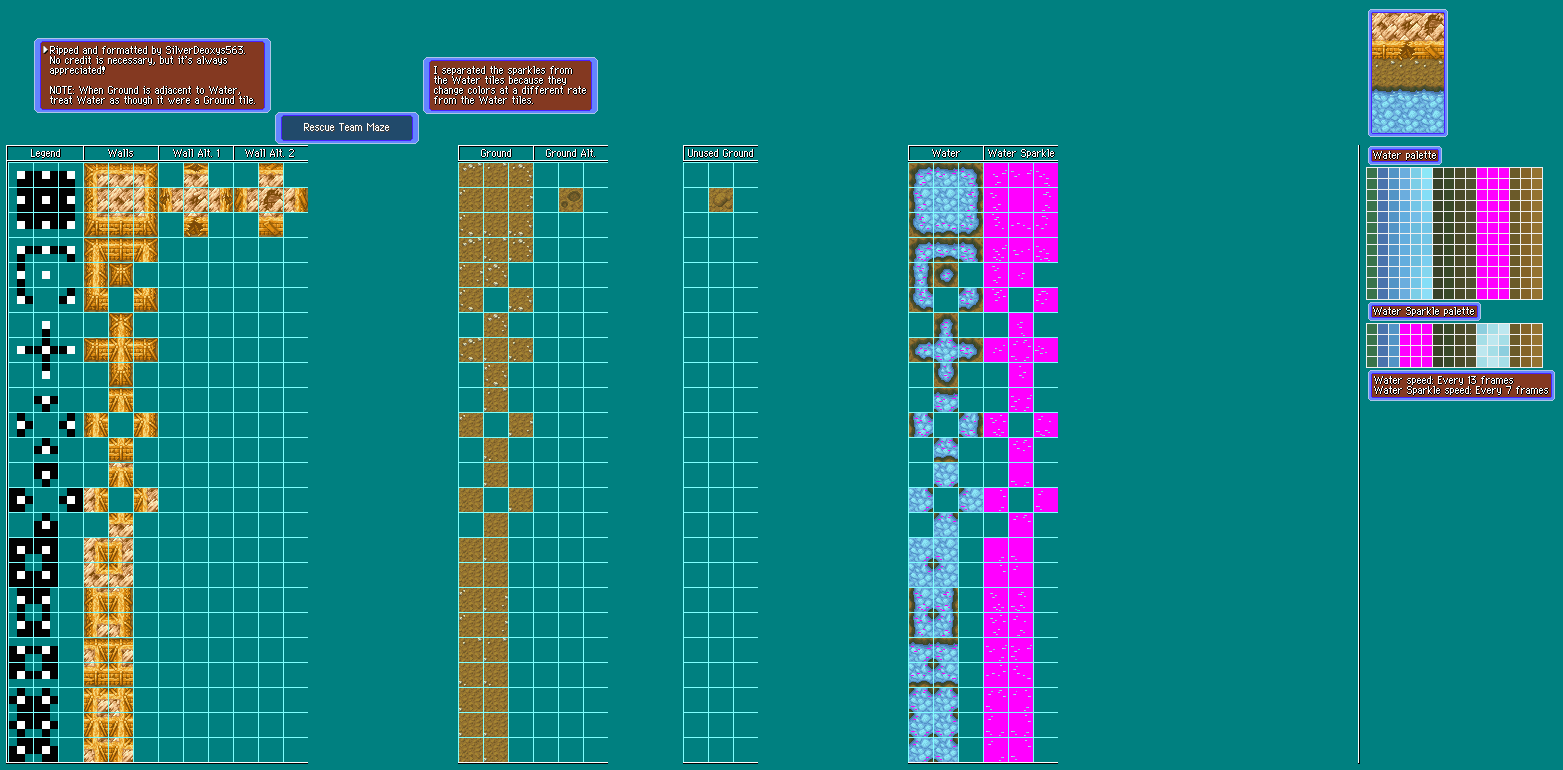 Ripped and formatted by SilverDeoxys563.
No credit is necessary, but it's always
appreciated!
NOTE: When Ground is adjacent to Water,
treat Water as though it were a Ground tile.
I separated the sparkles from
the Water tiles because they
change colors at a different rate
from the Water tiles.
Rescue Team Maze
Legend
Walls
Wall Alt. 1
Wall Alt. 2
Ground
Ground Alt.
Unused Ground
Water
Water Sparkle
Water palette
Water Sparkle palette
Water speed: Every 13 frames
Water Sparkle speed: Every 7 frames